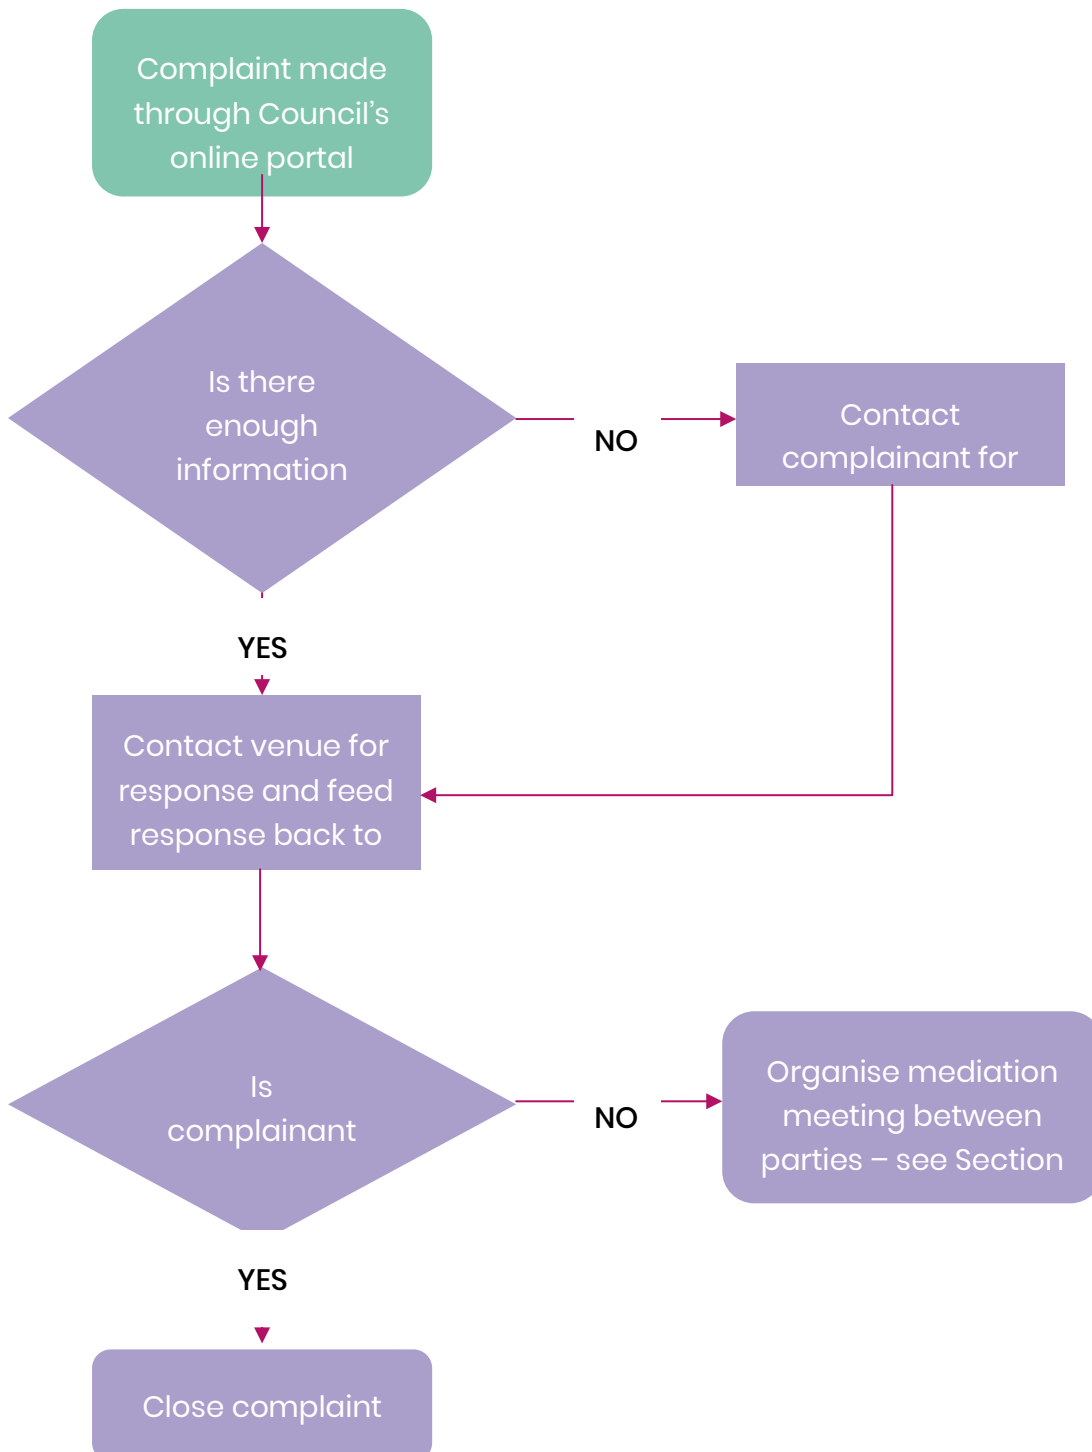 Complaint made
through Council's
online portal
Is there
enough
information
NO
Contact
complainant for
YES
Contact venue for
response and feed
response back to
Is
complainant
NO
Organise mediation
meeting between
parties – see Section
YES
Close complaint